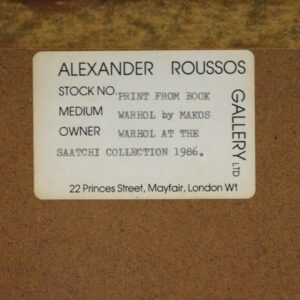 ALEXANDER ROUSSOS
GALLERY LTD
STOCK NO. PRINT FROM BOOK
MEDIUM WARHOL by MAKOS
OWNER WARHOL AT THE
SAATCHI COLLECTION 1986.
22 Princes Street, Mayfair, London W1